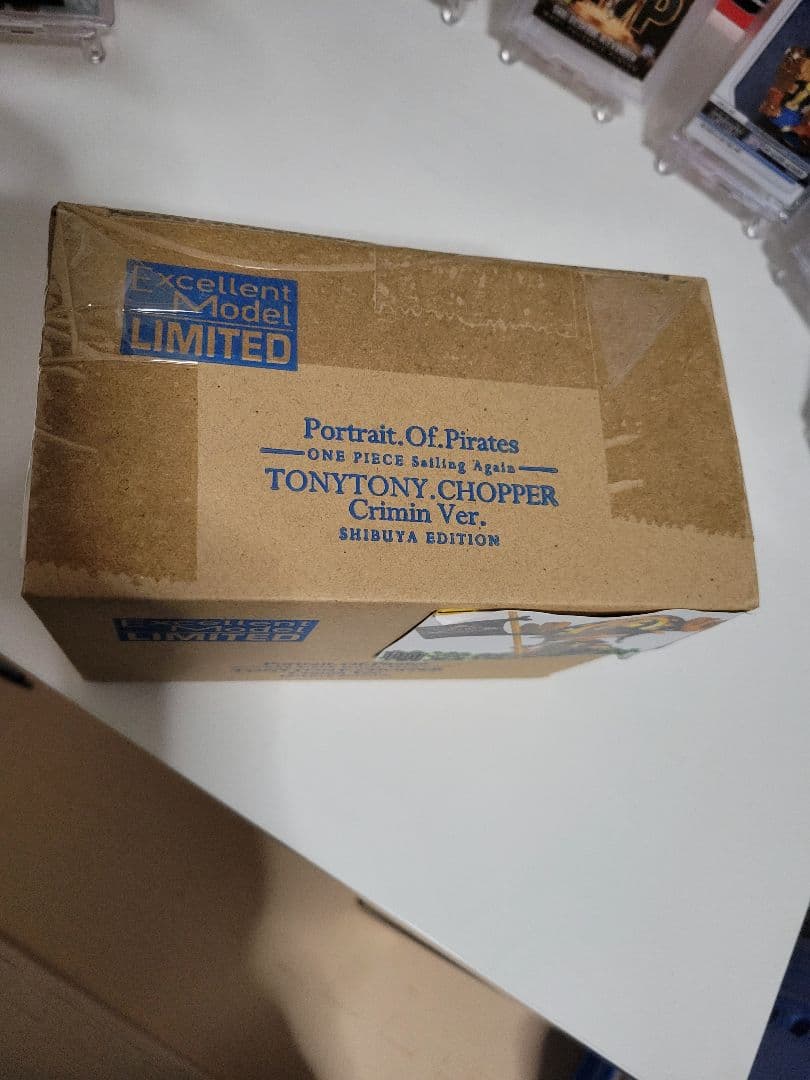 Excellent
Model
LIMITED
Portrait.Of.Pirates
ONE PIECE Sailing Again
TONYTONY.CHOPPER
Crimin Ver.
SHIBUYA EDITION
Excellent
Model
LIMITED